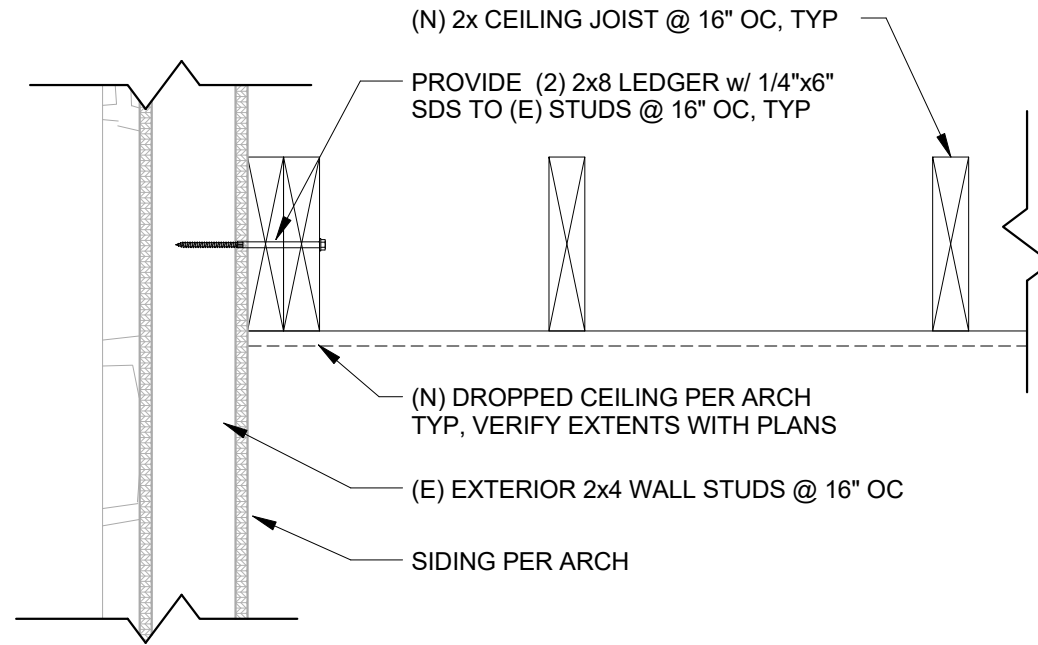 (N) 2x CEILING JOIST @ 16" OC, TYP
PROVIDE (2) 2x8 LEDGER w/ 1/4"x6"
SDS TO (E) STUDS @ 16" OC, TYP
(N) DROPPED CEILING PER ARCH
TYP, VERIFY EXTENTS WITH PLANS
(E) EXTERIOR 2x4 WALL STUDS @ 16" OC
SIDING PER ARCH